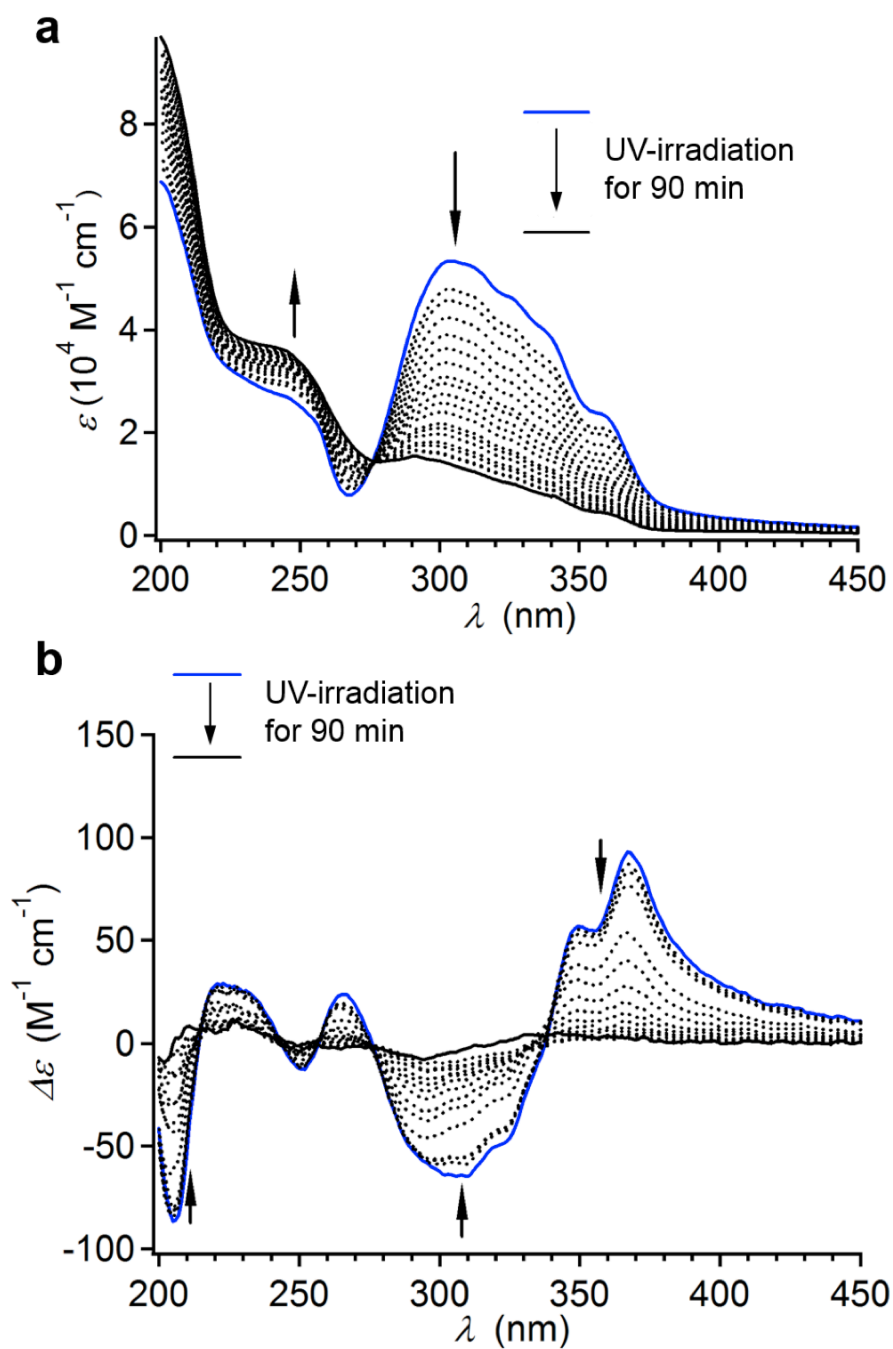 a
UV-irradiation
for 90 min
8
6
4
2
0
ε (10⁴ M⁻¹ cm⁻¹)
200 250 300 350 400 450
λ (nm)
b
UV-irradiation
for 90 min
150
100
50
0
-50
-100
Δε (M⁻¹ cm⁻¹)
200 250 300 350 400 450
λ (nm)